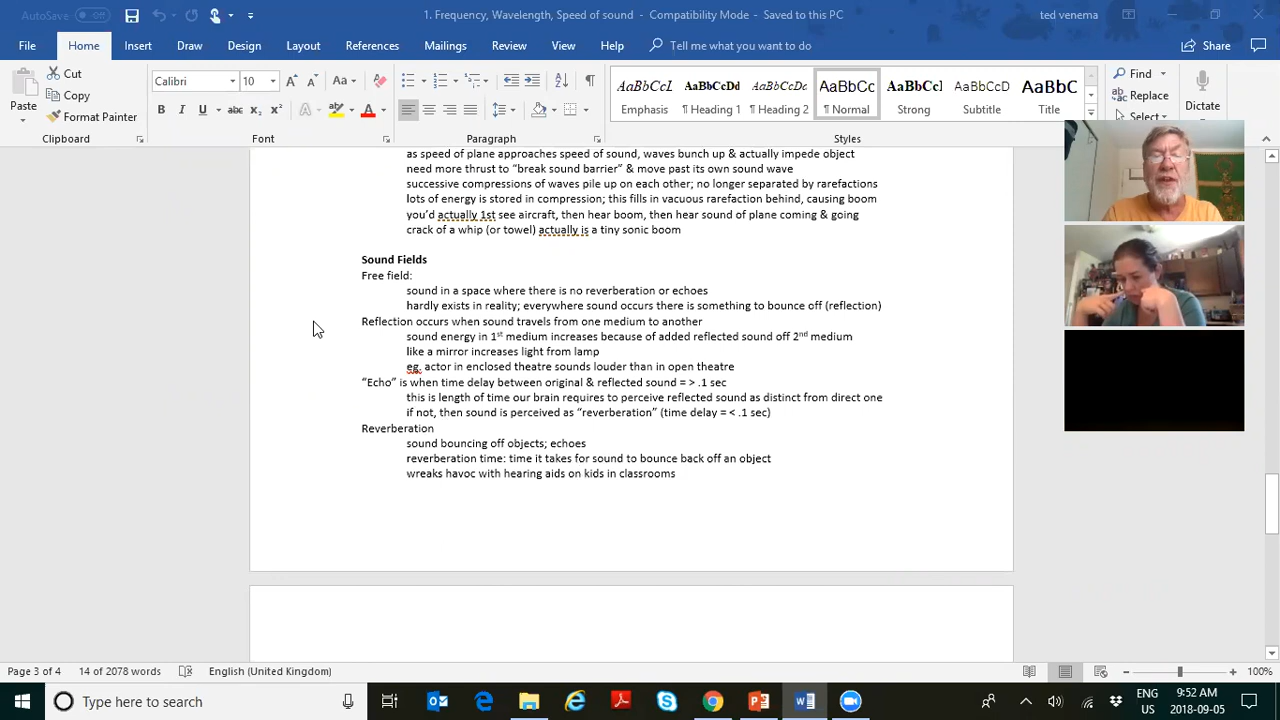 AutoSave
Off
1. Frequency, Wavelength, Speed of sound - Compatibility Mode - Saved to this PC
ted venema
File
Home
Insert
Draw
Design
Layout
References
Mailings
Review
View
Help
Tell me what you want to do
Share
Paste
Cut
Copy
Format Painter
Clipboard
Calibri
10
Font
Paragraph
AaBbCcL
Emphasis
AaBbCcDd
¶ Heading 1
AaBbCcDc
¶ Heading 2
AaBbCc
¶ Normal
AaBbCcl
Strong
AaBbCcD
Subtitle
AaBbC
Title
Styles
Find
Replace
Select
Dictate
as speed of plane approaches speed of sound, waves bunch up & actually impede object
need more thrust to “break sound barrier” & move past its own sound wave
successive compressions of waves pile up on each other; no longer separated by rarefactions
lots of energy is stored in compression; this fills in vacuous rarefaction behind, causing boom
you’d actually 1st see aircraft, then hear boom, then hear sound of plane coming & going
crack of a whip (or towel) actually is a tiny sonic boom
Sound Fields
Free field:
sound in a space where there is no reverberation or echoes
hardly exists in reality; everywhere sound occurs there is something to bounce off (reflection)
Reflection occurs when sound travels from one medium to another
sound energy in 1st medium increases because of added reflected sound off 2nd medium
like a mirror increases light from lamp
eg. actor in enclosed theatre sounds louder than in open theatre
“Echo” is when time delay between original & reflected sound = > .1 sec
this is length of time our brain requires to perceive reflected sound as distinct from direct one
if not, then sound is perceived as “reverberation” (time delay = < .1 sec)
Reverberation
sound bouncing off objects; echoes
reverberation time: time it takes for sound to bounce back off an object
wreaks havoc with hearing aids on kids in classrooms
Page 3 of 4
14 of 2078 words
English (United Kingdom)
100%
Type here to search
ENG
US
9:52 AM
2018-09-05